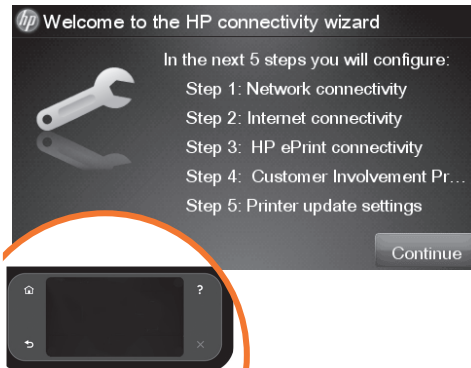 hp Welcome to the HP connectivity wizard
In the next 5 steps you will configure:
Step 1: Network connectivity
Step 2: Internet connectivity
Step 3: HP ePrint connectivity
Step 4: Customer Involvement Pr...
Step 5: Printer update settings
Continue
?